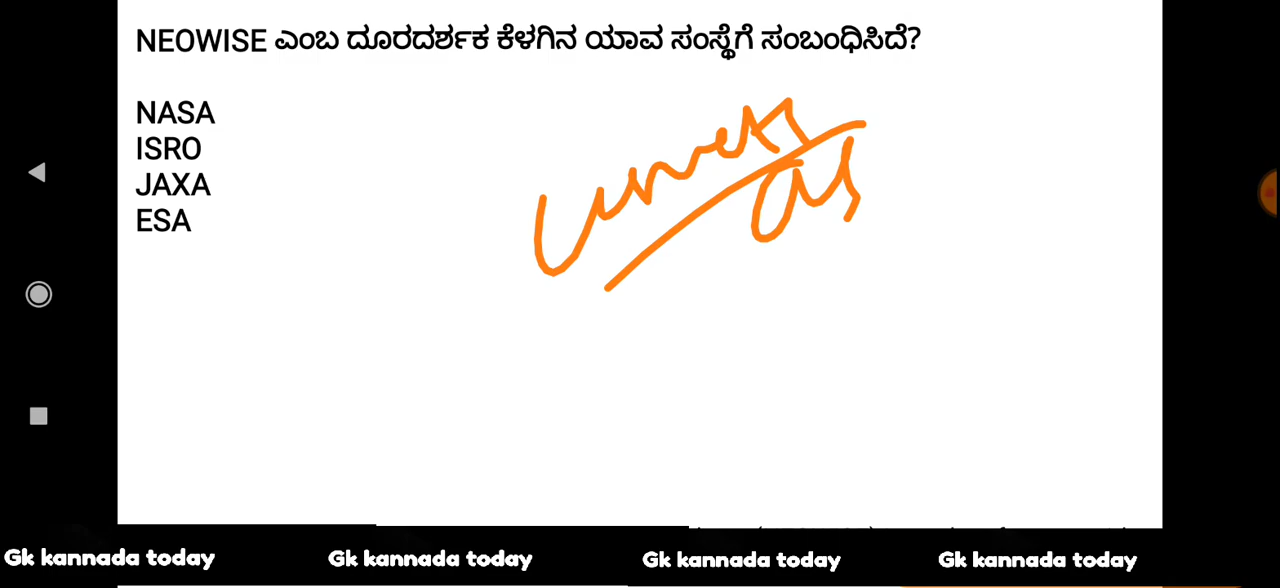 NEOWISE ಎಂಬ ದೂರದರ್ಶಕ ಕೆಳಗಿನ ಯಾವ ಸಂಸ್ಥೆಗೆ ಸಂಬಂಧಿಸಿದೆ?
NASA
ISRO
JAXA
ESA
Gk kannada today Gk kannada today Gk kannada today Gk kannada today